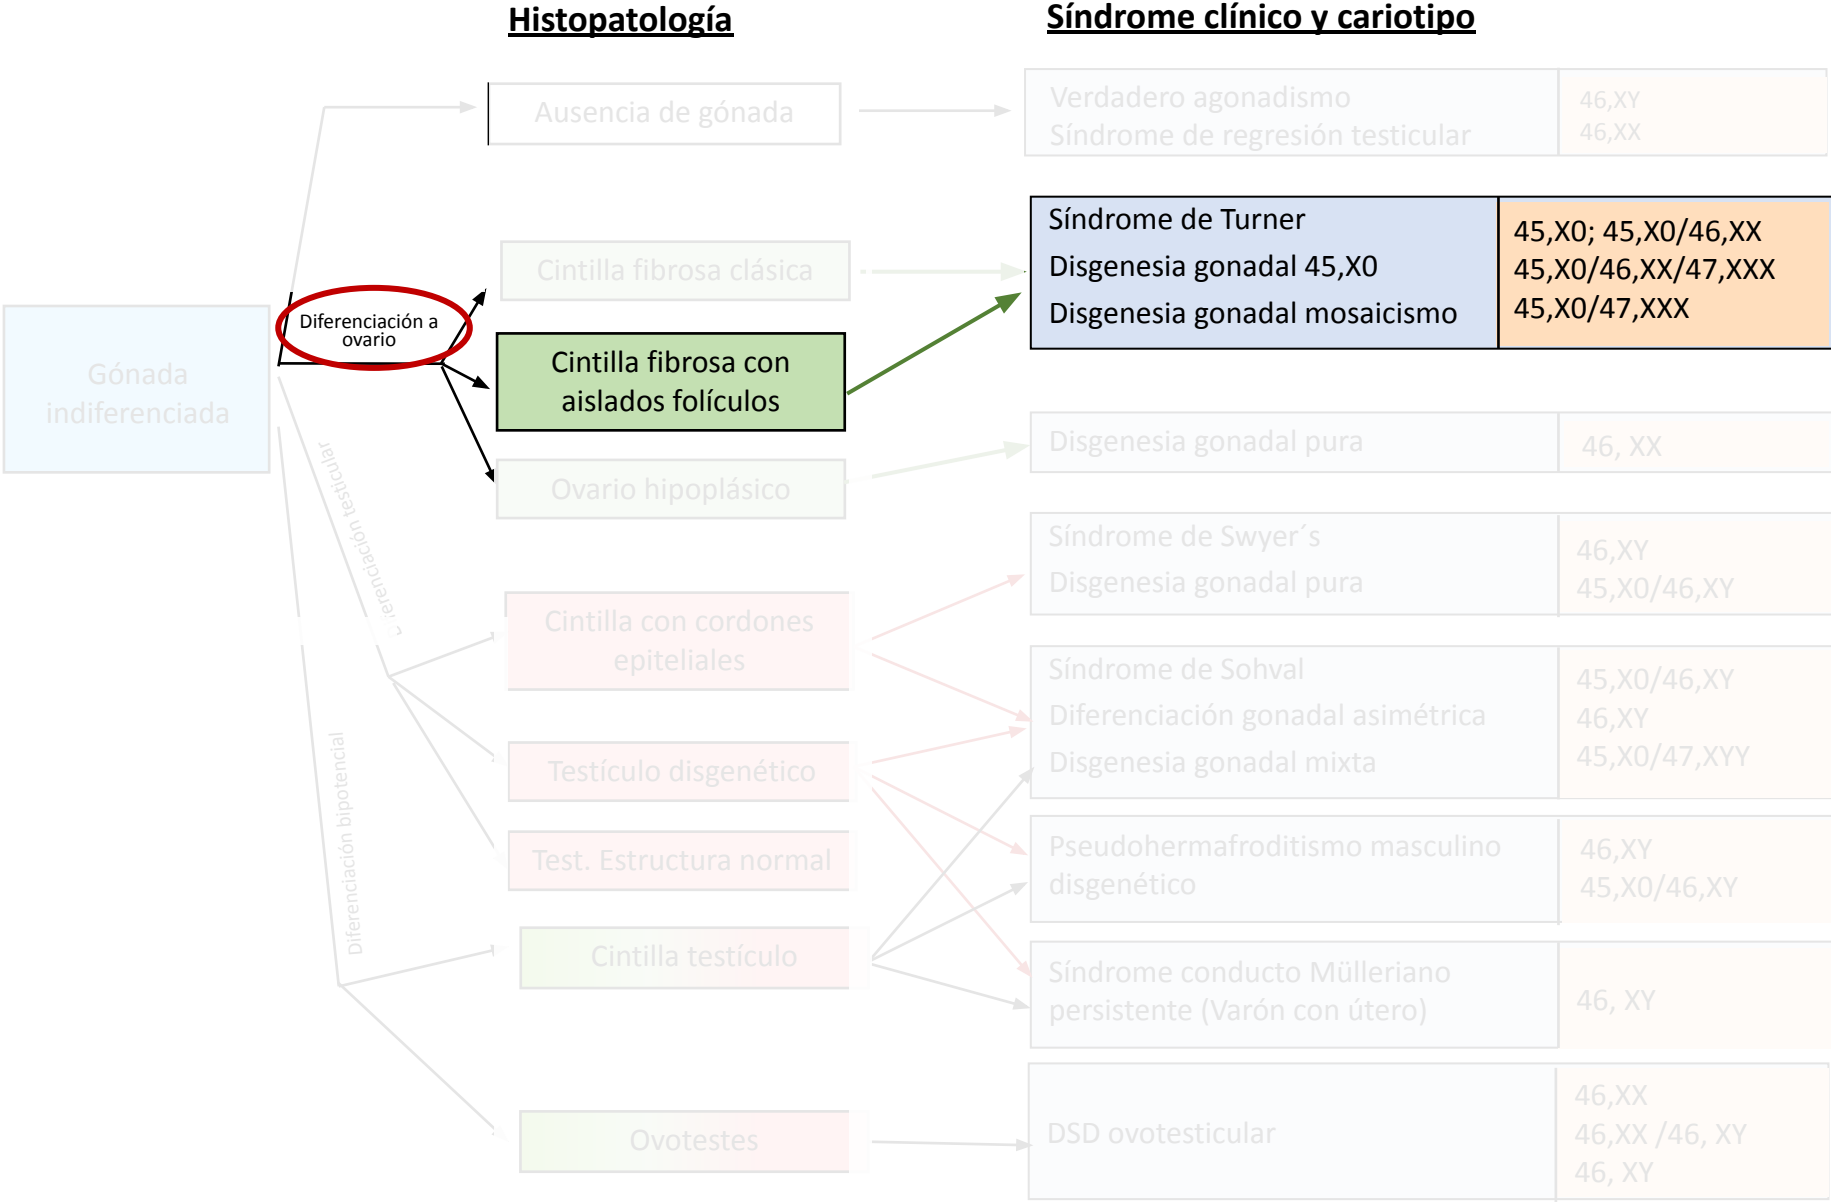 Histopatología
Síndrome clínico y cariotipo
Ausencia de gónada
Verdadero agonadismo
Síndrome de regresión testicular
46,XY
46,XX
Síndrome de Turner
Disgenesia gonadal 45,X0
Disgenesia gonadal mosaicismo
45,X0; 45,X0/46,XX
45,X0/46,XX/47,XXX
45,X0/47,XXX
Cintilla fibrosa clásica
Diferenciación a
ovario
Cintilla fibrosa con
aislados folículos
Gónada
indiferenciada
Ovario hipoplásico
Disgenesia gonadal pura
46, XX
Diferenciación testicular
Síndrome de Swyer´s
Disgenesia gonadal pura
46,XY
45,X0/46,XY
Cintilla con cordones
epiteliales
Síndrome de Sohval
Diferenciación gonadal asimétrica
Disgenesia gonadal mixta
45,X0/46,XY
46,XY
45,X0/47,XYY
Testículo disgenético
Diferenciación bipotencial
Test. Estructura normal
Pseudohermafroditismo masculino
disgenético
46,XY
45,X0/46,XY
Cintilla testículo
Síndrome conducto Mülleriano
persistente (Varón con útero)
46, XY
Ovotestes
DSD ovotesticular
46,XX
46,XX /46, XY
46, XY